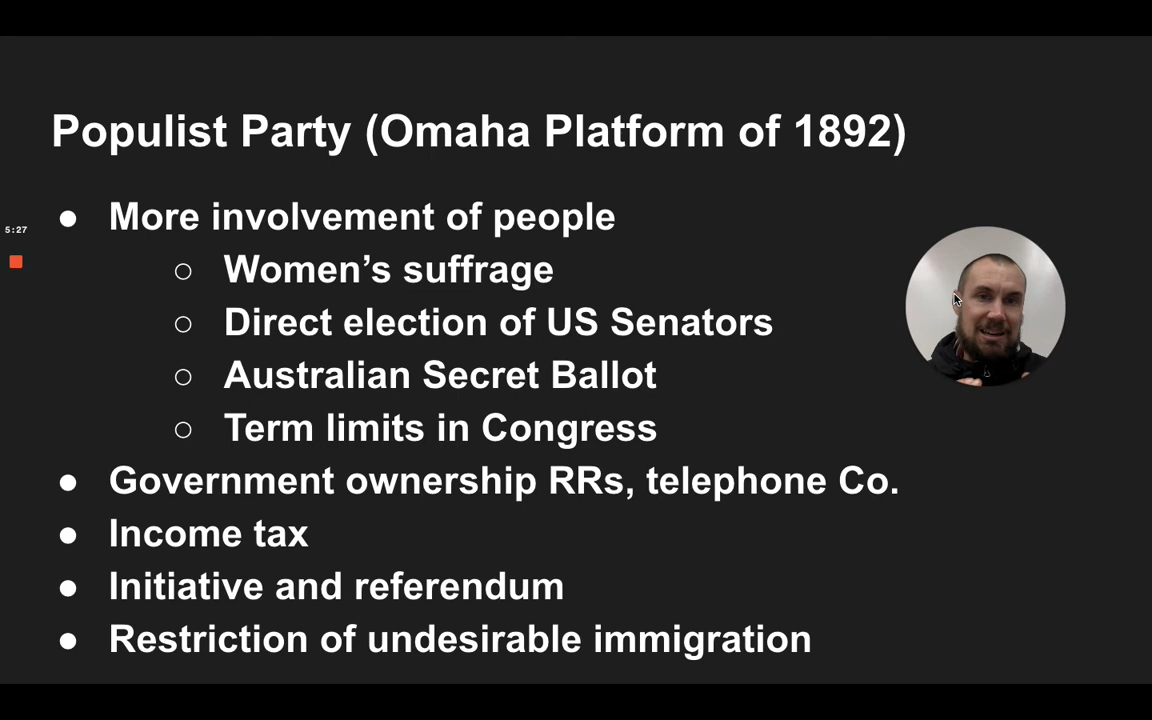 Populist Party (Omaha Platform of 1892)
● More involvement of people
5:27
○ Women’s suffrage
○ Direct election of US Senators
○ Australian Secret Ballot
○ Term limits in Congress
● Government ownership RRs, telephone Co.
● Income tax
● Initiative and referendum
● Restriction of undesirable immigration